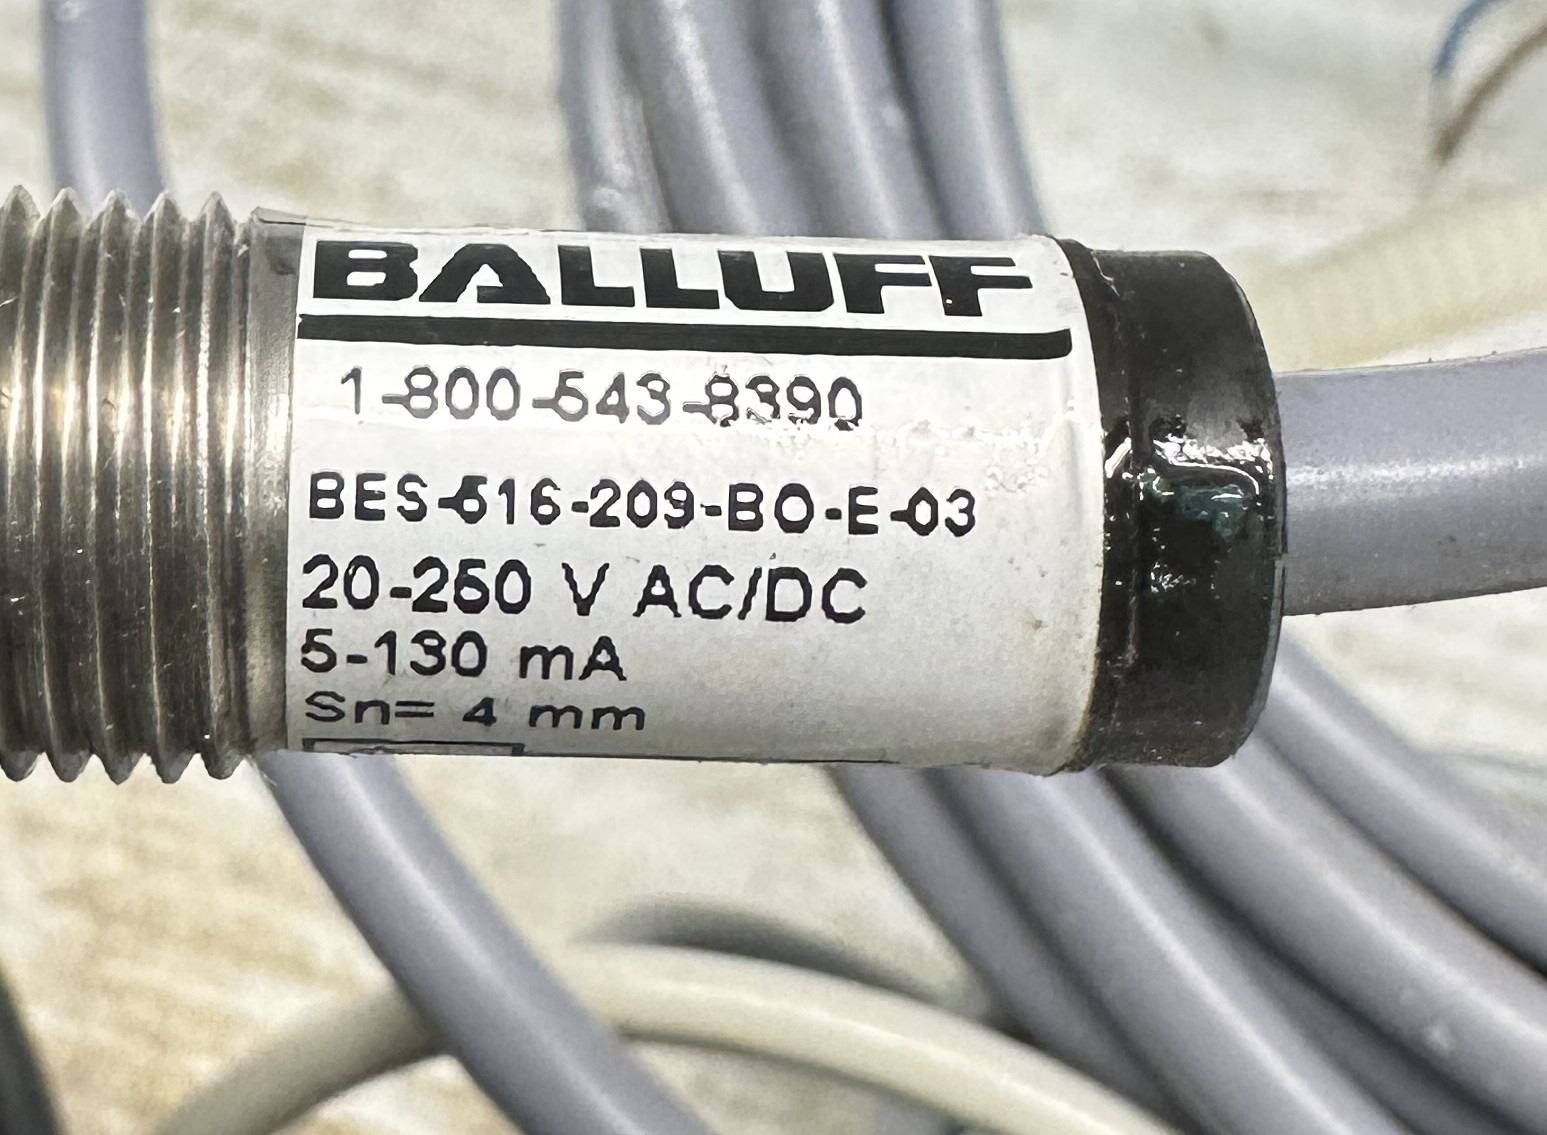 BALLUFF
1-800-543-8390
BES-516-209-BO-E-03
20-250 V AC/DC
5-130 mA
Sn= 4 mm